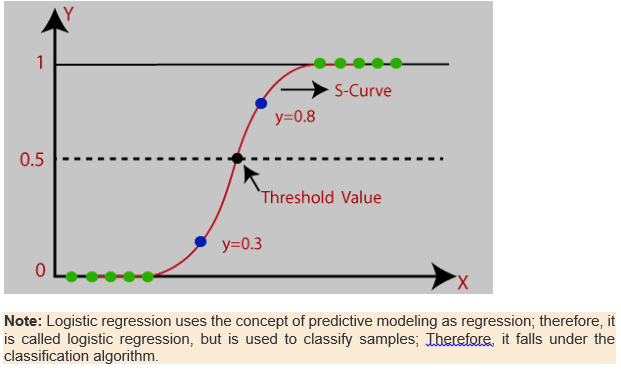 Y
1
S-Curve
y=0.8
0.5
Threshold Value
y=0.3
0
X
Note: Logistic regression uses the concept of predictive modeling as regression; therefore, it
is called logistic regression, but is used to classify samples; Therefore, it falls under the
classification algorithm.